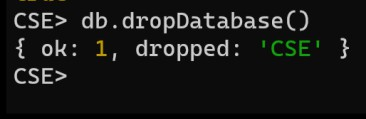 CSE> db.dropDatabase()
{ ok: 1, dropped: 'CSE' }
CSE>